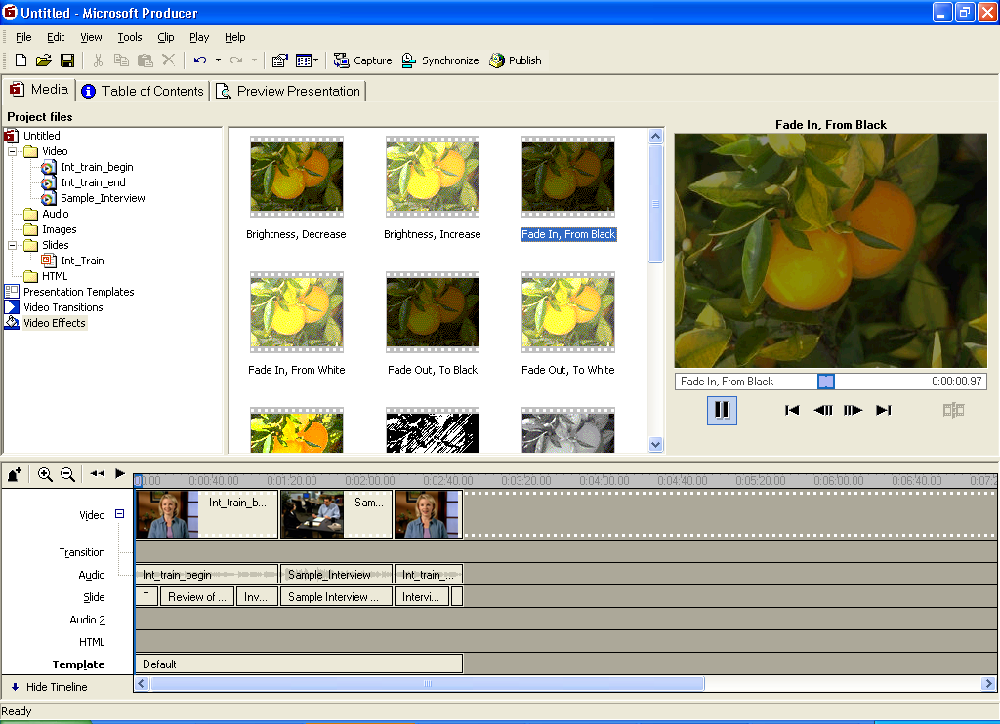 Untitled - Microsoft Producer
File Edit View Tools Clip Play Help
Capture Synchronize Publish
Media Table of Contents Preview Presentation
Project files
Untitled
Video
Int_train_begin
Int_train_end
Sample_Interview
Audio
Images
Slides
Int_Train
HTML
Presentation Templates
Video Transitions
Video Effects
Brightness, Decrease Brightness, Increase Fade In, From Black
Fade In, From White Fade Out, To Black Fade Out, To White
Fade In, From Black
Fade In, From Black 0:00:00.97
0:00:40.00 0:01:20.00 0:02:00.00 0:02:40.00 0:03:20.00 0:04:00.00 0:04:40.00 0:05:20.00 0:06:00.00 0:06:40.00
Video Int_train_b... Sam...
Transition
Audio Int_train_begin Sample_Interview Int_train_...
Slide T Review of ... Inv... Sample Interview ... Intervi...
Audio 2
HTML
Template Default
Hide Timeline
Ready